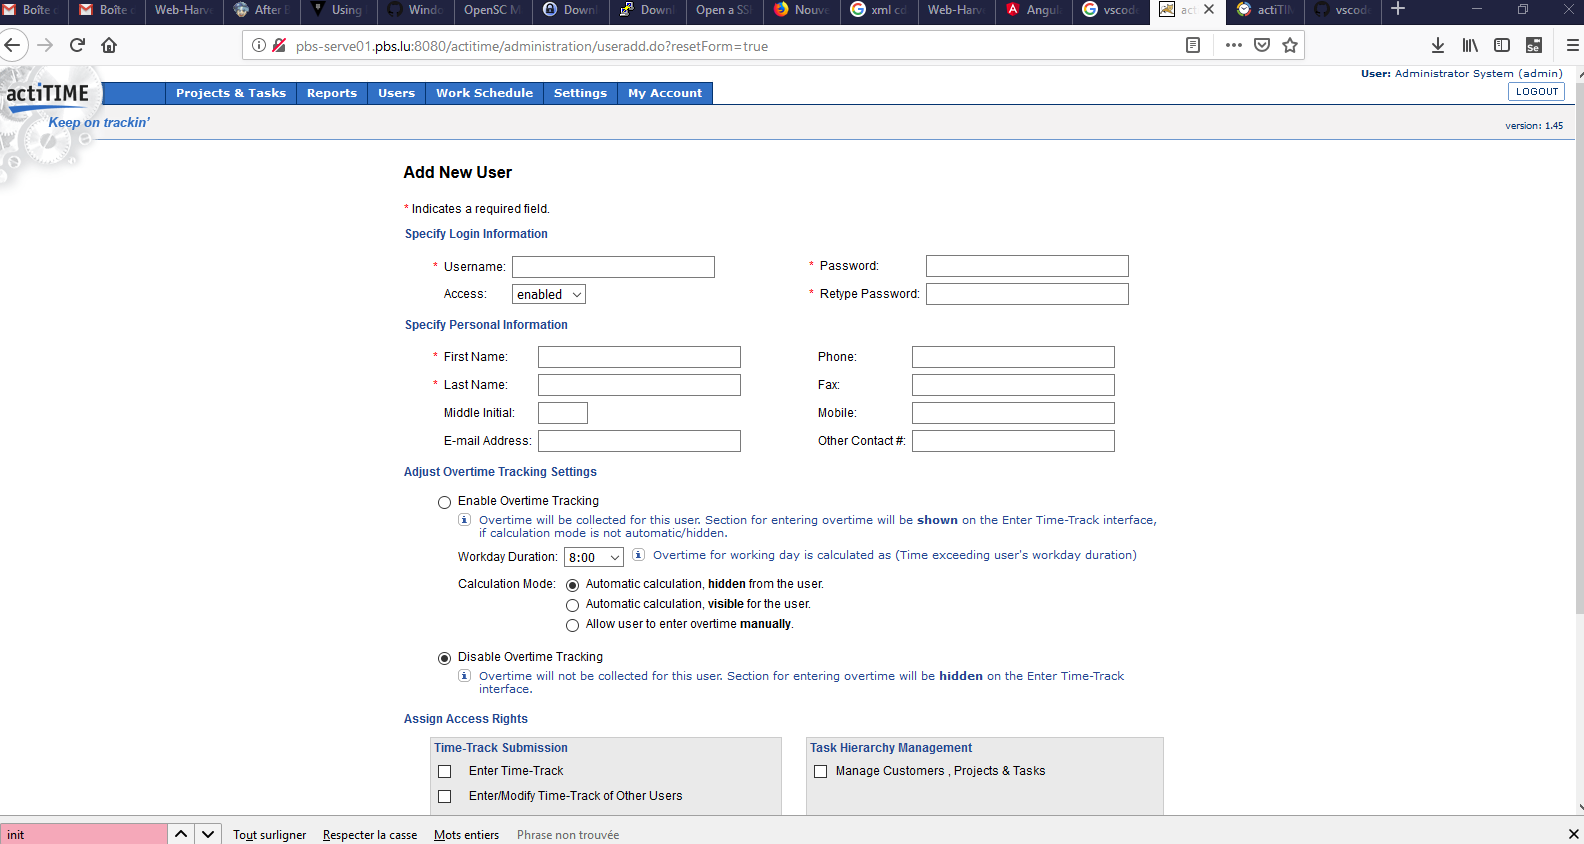 Boîte
Boîte
Web-Harv
After
Using
Windo
OpenSC
Down
Down
Open a SS
Nouve
xml cd
Web-Harv
Angul
vscod
ac
actiTI
vscod
pbs-serve01.pbs.lu:8080/actitime/administration/useradd.do?resetForm=true
Se
User: Administrator System (admin)
actiTIME
Projects & Tasks
Reports
Users
Work Schedule
Settings
My Account
LOGOUT
Keep on trackin'
version: 1.45
Add New User
* Indicates a required field.
Specify Login Information
* Username:
* Password:
Access: enabled
* Retype Password:
Specify Personal Information
* First Name:
Phone:
* Last Name:
Fax:
Middle Initial:
Mobile:
E-mail Address:
Other Contact #:
Adjust Overtime Tracking Settings
Enable Overtime Tracking
i Overtime will be collected for this user. Section for entering overtime will be shown on the Enter Time-Track interface,
if calculation mode is not automatic/hidden.
Workday Duration: 8:00 i Overtime for working day is calculated as (Time exceeding user's workday duration)
Calculation Mode: Automatic calculation, hidden from the user.
Automatic calculation, visible for the user.
Allow user to enter overtime manually.
Disable Overtime Tracking
i Overtime will not be collected for this user. Section for entering overtime will be hidden on the Enter Time-Track
interface.
Assign Access Rights
Time-Track Submission
Task Hierarchy Management
Enter Time-Track
Manage Customers , Projects & Tasks
Enter/Modify Time-Track of Other Users
init
Tout surligner
Respecter la casse
Mots entiers
Phrase non trouvée